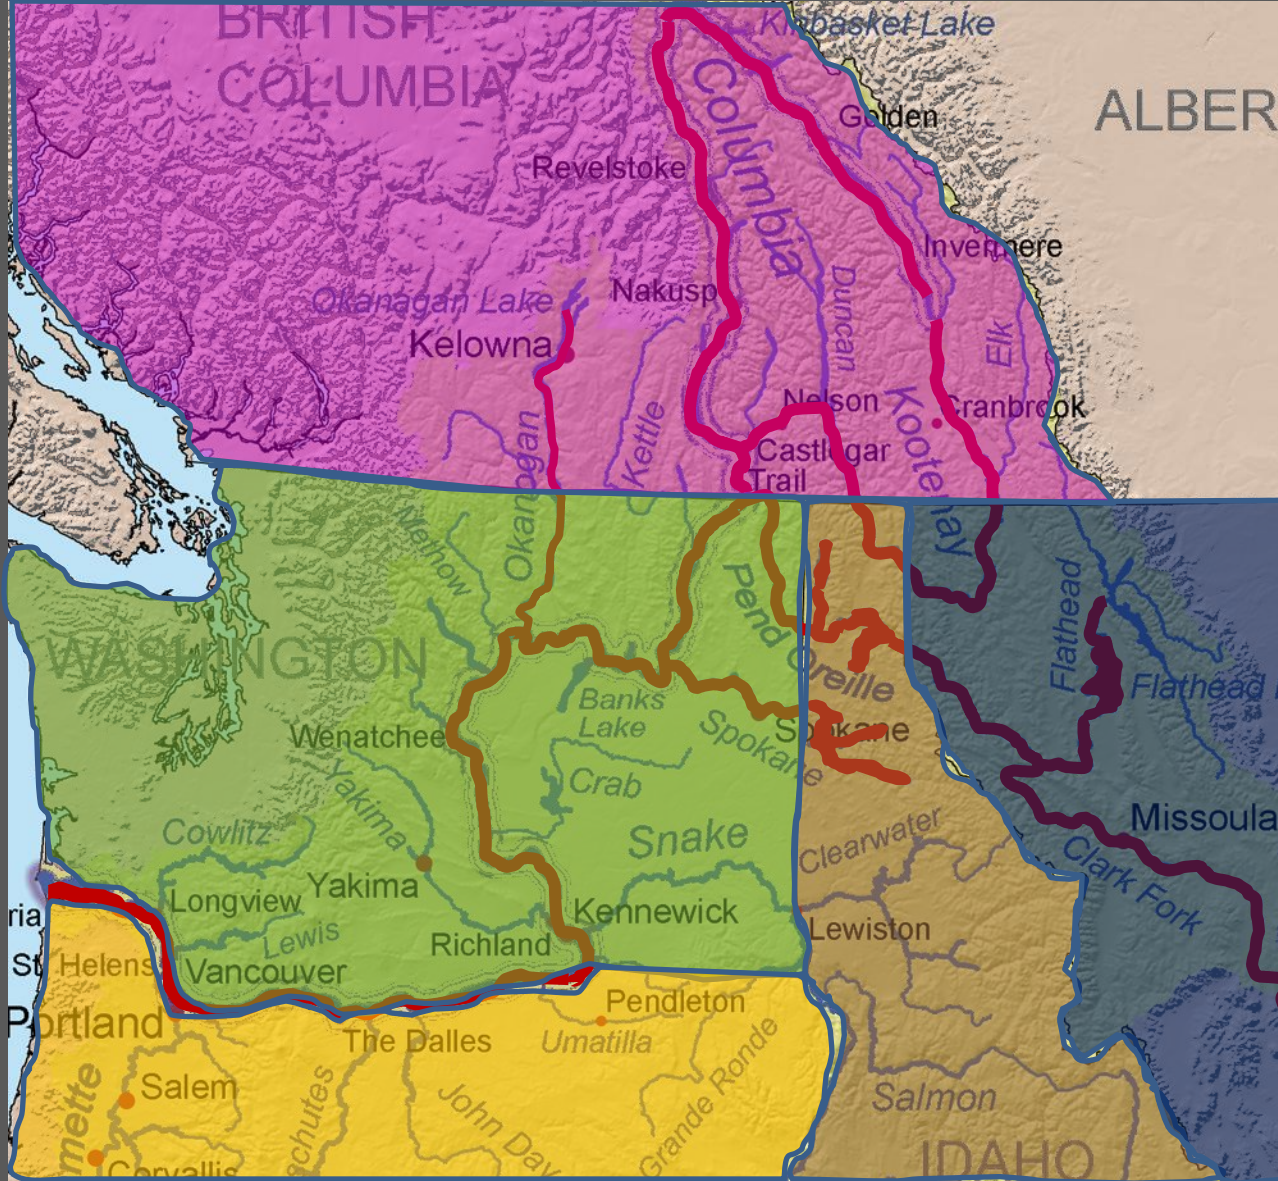 BRITISH
COLUMBIA
Kinbasket Lake
ALBER
Golden
Columbia
Revelstoke
Invermere
Okanagan Lake
Nakusp
Duncan
Kelowna
Elk
Nelson
Cranbrook
Kootenay
Okanogan
Kettle
Castlegar
Trail
Methow
Pend Oreille
Flathead
Flathead
WASHINGTON
Banks
Lake
Spokane
Spokane
Wenatchee
Crab
Yakima
Missoula
Cowlitz
Snake
Clearwater
Clark Fork
Yakima
Longview
Kennewick
ria
Lewis
Richland
Lewiston
St Helens
Vancouver
Pendleton
Portland
The Dalles
Umatilla
Salem
mette
chutes
John Day
Grande Ronde
Salmon
IDAHO
Corvallis